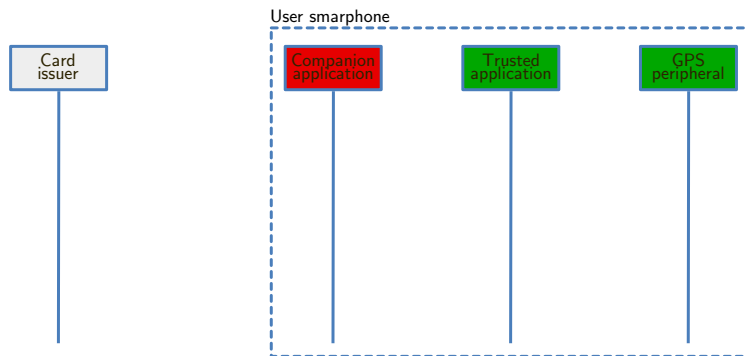 User smarphone
Card
issuer
Companion
application
Trusted
application
GPS
peripheral